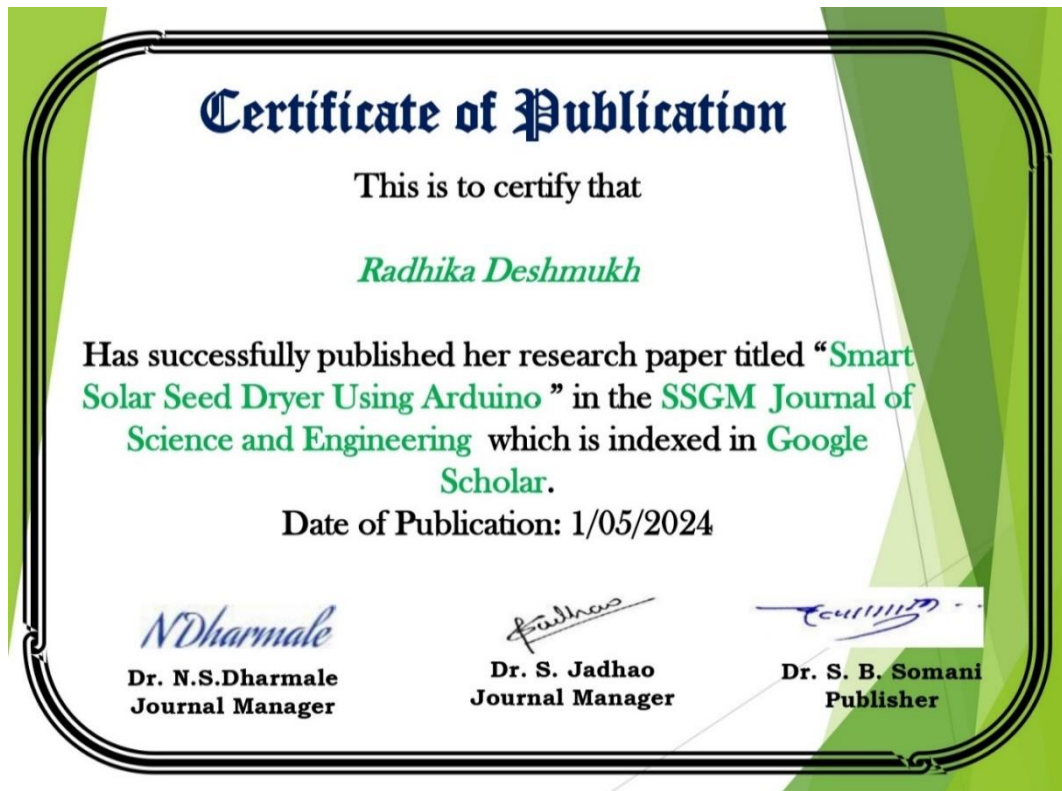 Certificate of Publication
This is to certify that
Radhika Deshmukh
Has successfully published her research paper titled “Smart
Solar Seed Dryer Using Arduino ” in the SSGM Journal of
Science and Engineering which is indexed in Google
Scholar.
Date of Publication: 1/05/2024
NDharmale
Jadhao
Dr. N.S.Dharmale
Dr. S. Jadhao
Dr. S. B. Somani
Journal Manager
Journal Manager
Publisher